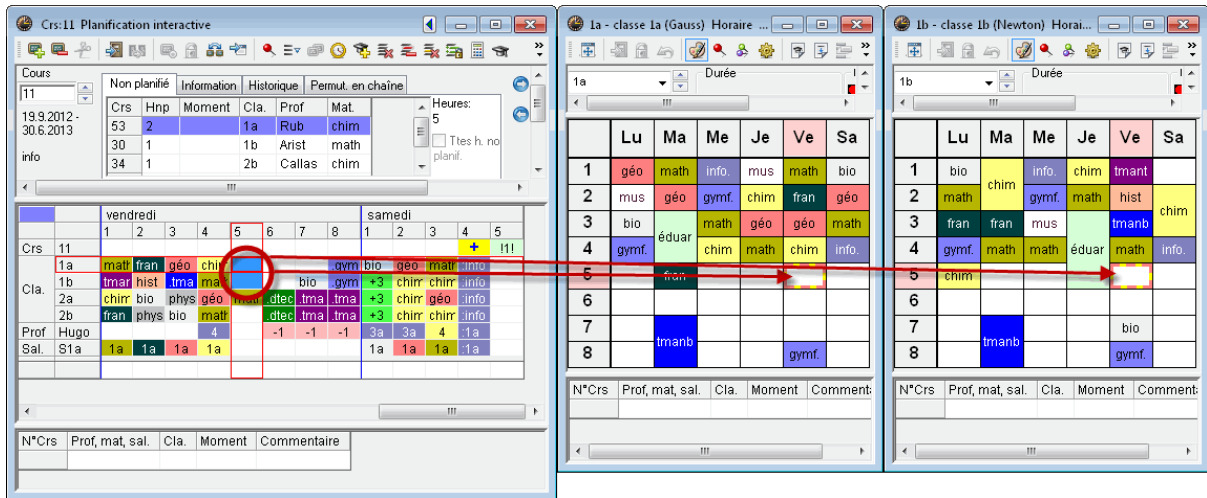 Crs:11 Planification interactive
Cours
11
19.9.2012 -
30.6.2013
info
Non planifié Information Historique Permut. en chaîne
Crs Hnp Moment Cla. Prof Mat.
53 2 1a Rub chim
30 1 1b Arist math
34 1 2b Callas chim
Heures:
5
Ttes h. no
planif.
vendredi samedi
1 2 3 4 5 6 7 8 1 2 3 4 5
Crs 11 + !1!
Cla.
1a math fran géo chim .gym bio géo math :info
1b tmar hist .tma mat bio .gym +3 chim chim :info
2a chim bio phys géo math .dtec .tma .tma +3 chim géo :info
2b fran phys bio math .dtec .tma .tma +3 chim chim :info
Prof Hugo 4 -1 -1 -1 3a 3a 4 :1a
Sal. S1a 1a 1a 1a 1a 1a 1a 1a :1a
N°Crs Prof, mat, sal. Cla. Moment Commentaire
1a - classe 1a (Gauss) Horaire ...
1a
Durée
Lu Ma Me Je Ve Sa
1 géo math info. mus math bio
2 mus géo gymf. chim fran géo
3 bio éduar math géo géo math
4 gymf. chim math chim info.
5 fran
6
7 tmanb
8 gymf.
N°Crs Prof, mat, sal. Cla. Moment Comment
1b - classe 1b (Newton) Horai...
1b
Durée
Lu Ma Me Je Ve Sa
1 bio chim info. chim tmant
2 math gymf. math hist chim
3 fran fran mus éduar tmanb
4 gymf. math math math info.
5 chim
6
7 tmanb bio
8 gymf.
N°Crs Prof, mat, sal. Cla. Moment Comment